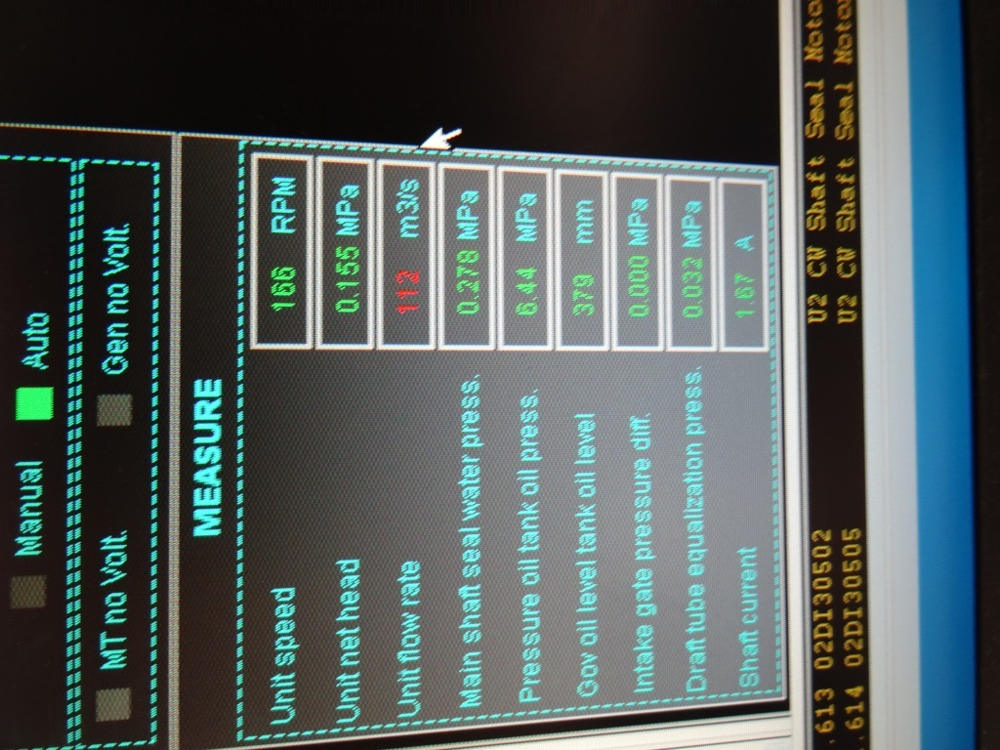 Manual Auto
MT no Volt. Gen no Volt.
MEASURE
Unit speed 166 RPM
Unit net head 0.155 MPa
Unit flow rate 112 m3/s
Main shaft seal water press. 0.278 MPa
Pressure oil tank oil press. 6.44 MPa
Gov oil level tank oil level 379 mm
Intake gate pressure diff. 0.000 MPa
Draft tube equalization press. 0.032 MPa
Shaft current 1.67 A
.613 02DI30502 U2 CW Shaft Seal Moto
.614 02DI30505 U2 CW Shaft Seal Moto